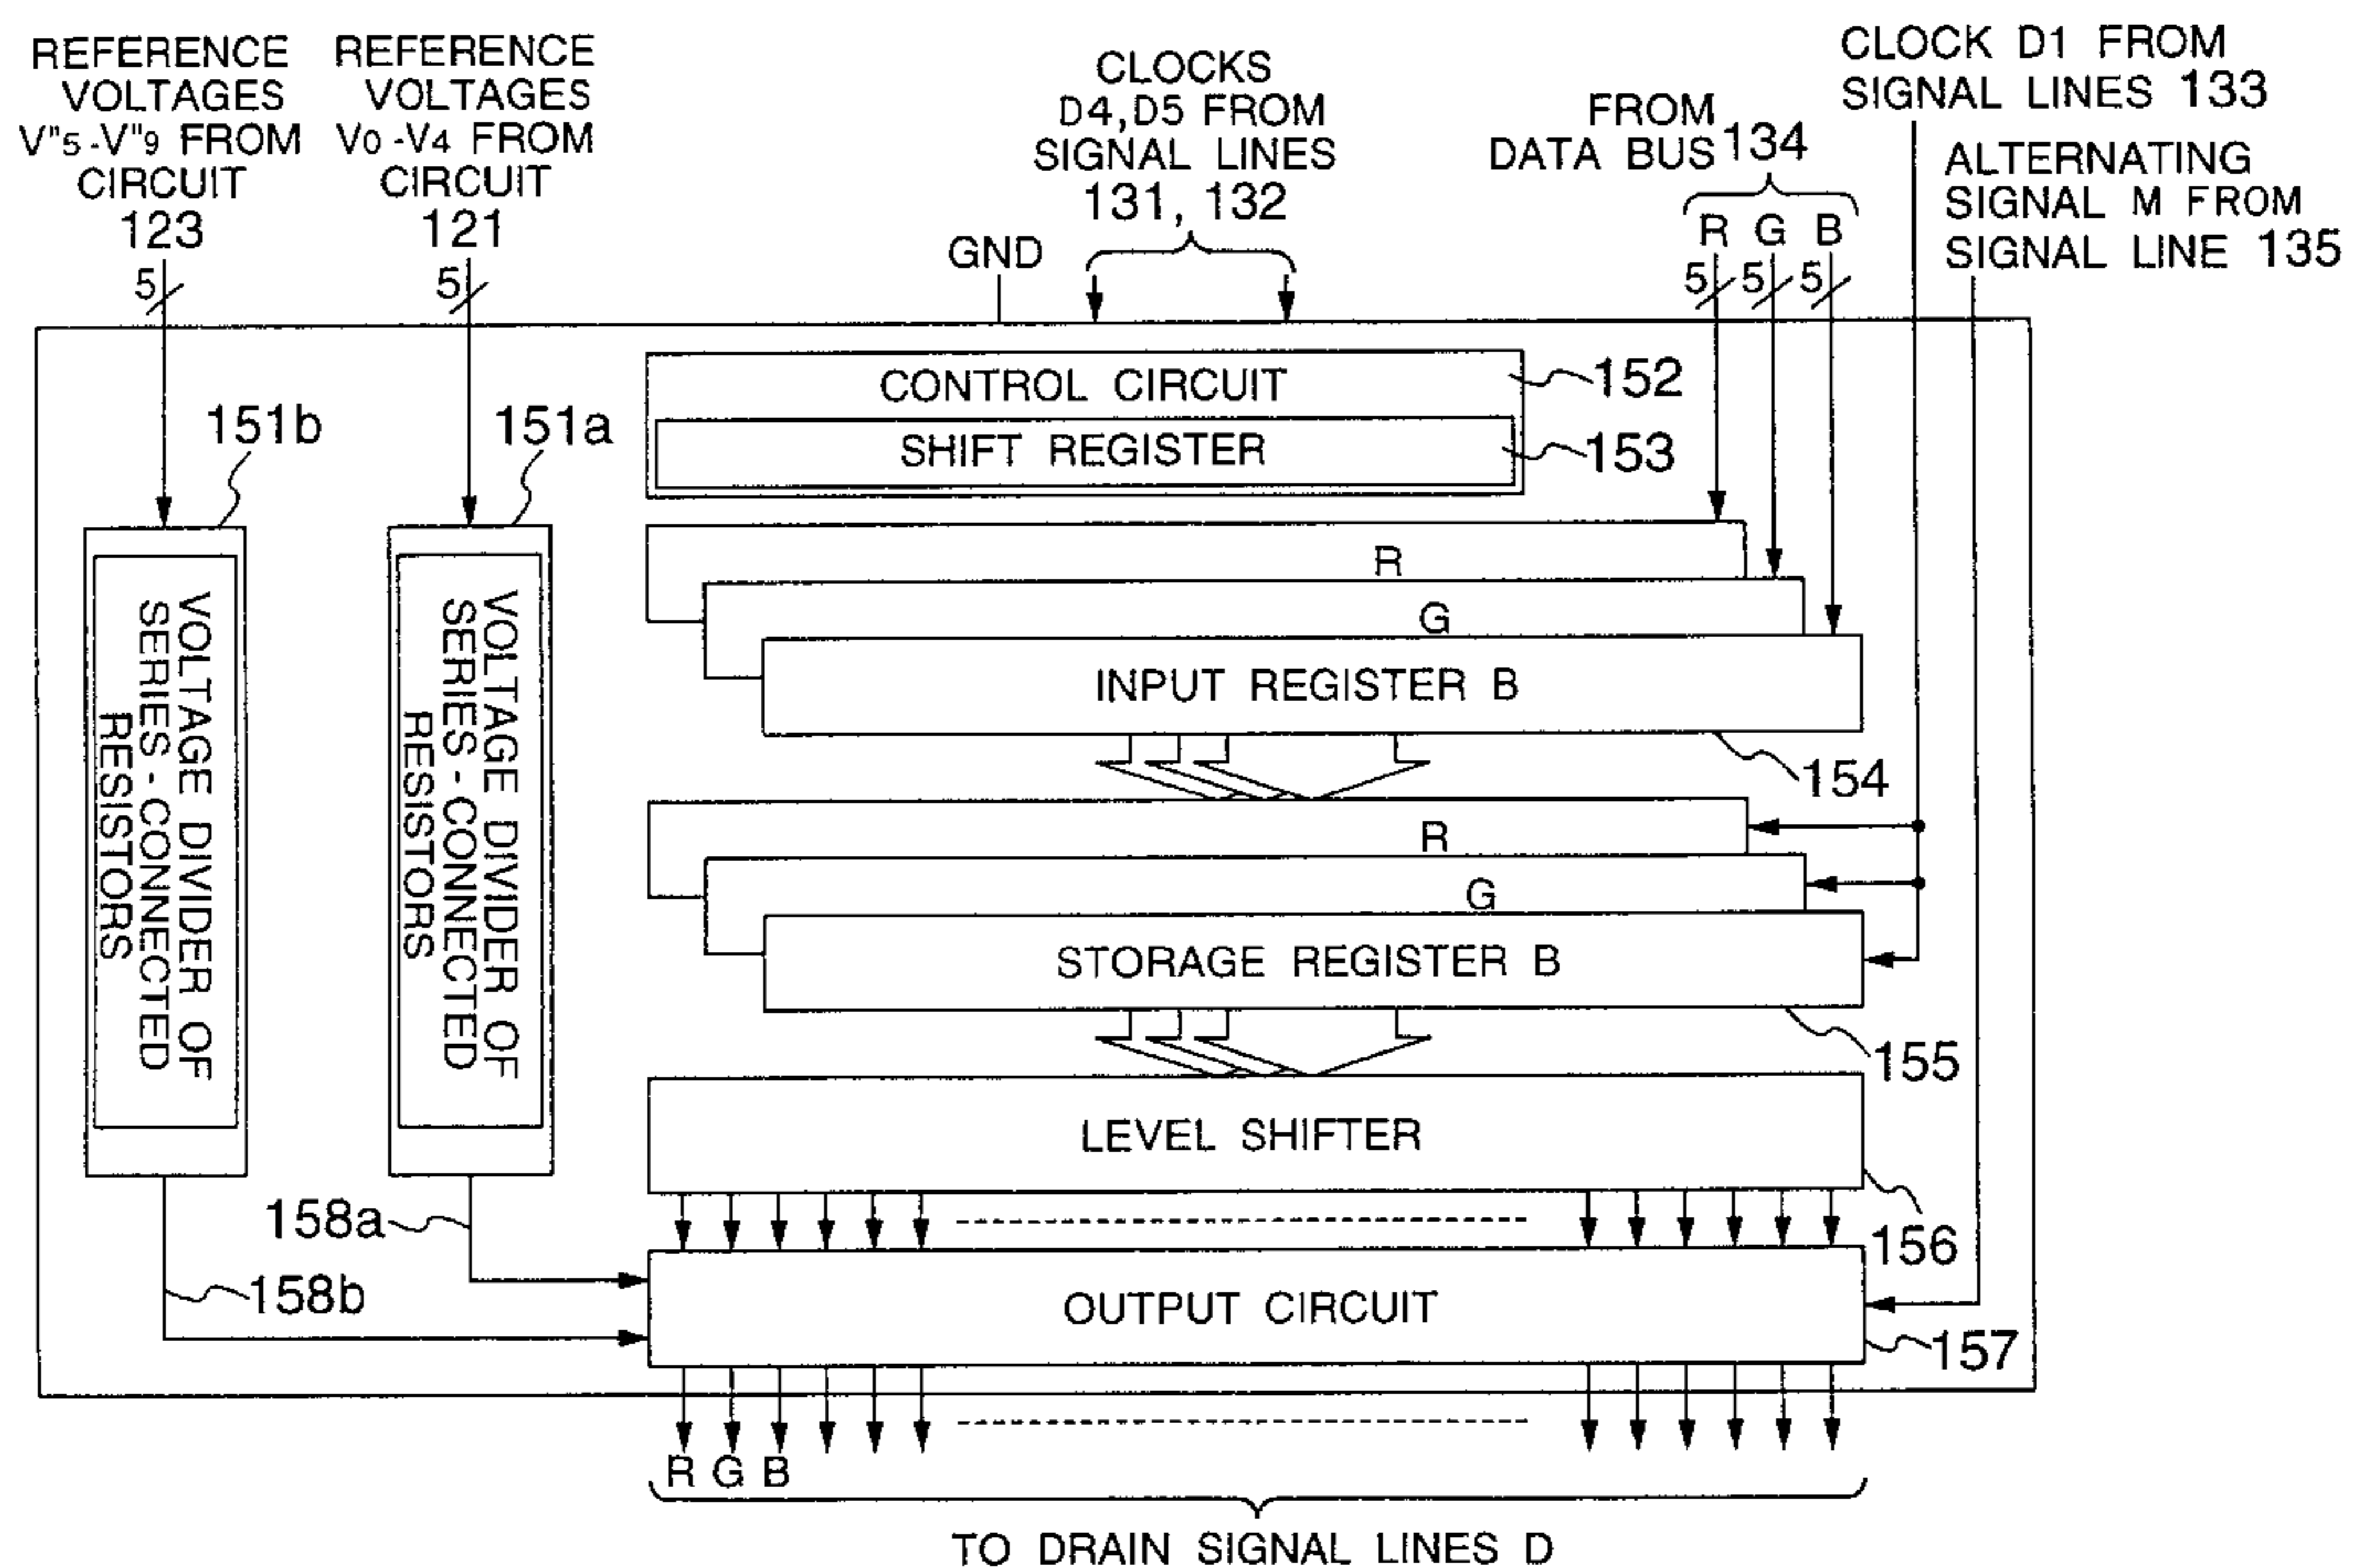 REFERENCE
VOLTAGES
V"5-V"9 FROM
CIRCUIT
123
5
REFERENCE
VOLTAGES
V0-V4 FROM
CIRCUIT
121
5
GND
CLOCKS
D4,D5 FROM
SIGNAL LINES
131, 132
FROM
DATA BUS 134
R G B
5 5 5
CLOCK D1 FROM
SIGNAL LINES 133
ALTERNATING
SIGNAL M FROM
SIGNAL LINE 135
151b
151a
CONTROL CIRCUIT
152
SHIFT REGISTER
153
VOLTAGE DIVIDER OF
SERIES-CONNECTED
RESISTORS
VOLTAGE DIVIDER OF
SERIES-CONNECTED
RESISTORS
R
G
INPUT REGISTER B
154
R
G
STORAGE REGISTER B
155
LEVEL SHIFTER
156
158a
158b
OUTPUT CIRCUIT
157
R G B
TO DRAIN SIGNAL LINES D